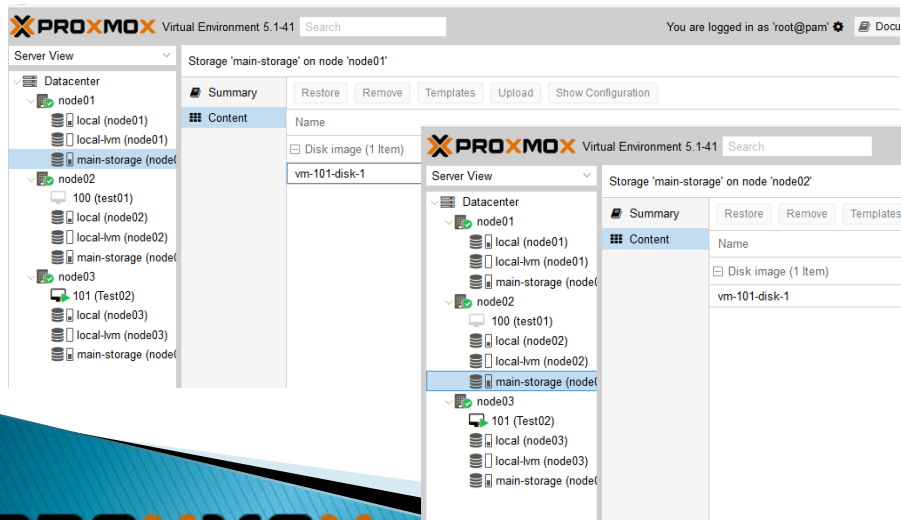 PROXMOX Virtual Environment 5.1-41 Search You are logged in as 'root@pam' Docu
Server View
Storage 'main-storage' on node 'node01'
Datacenter
node01
local (node01)
local-lvm (node01)
main-storage (node0
node02
100 (test01)
local (node02)
local-lvm (node02)
main-storage (node0
node03
101 (Test02)
local (node03)
local-lvm (node03)
main-storage (node0
Summary
Content
Restore Remove Templates Upload Show Configuration
Name
Disk image (1 Item)
vm-101-disk-1
PROXMOX Virtual Environment 5.1-41 Search
Server View
Storage 'main-storage' on node 'node02'
Datacenter
node01
local (node01)
local-lvm (node01)
main-storage (node0
node02
100 (test01)
local (node02)
local-lvm (node02)
main-storage (node0
node03
101 (Test02)
local (node03)
local-lvm (node03)
main-storage (node0
Summary
Content
Restore Remove Templates
Name
Disk image (1 Item)
vm-101-disk-1
PROXMOX